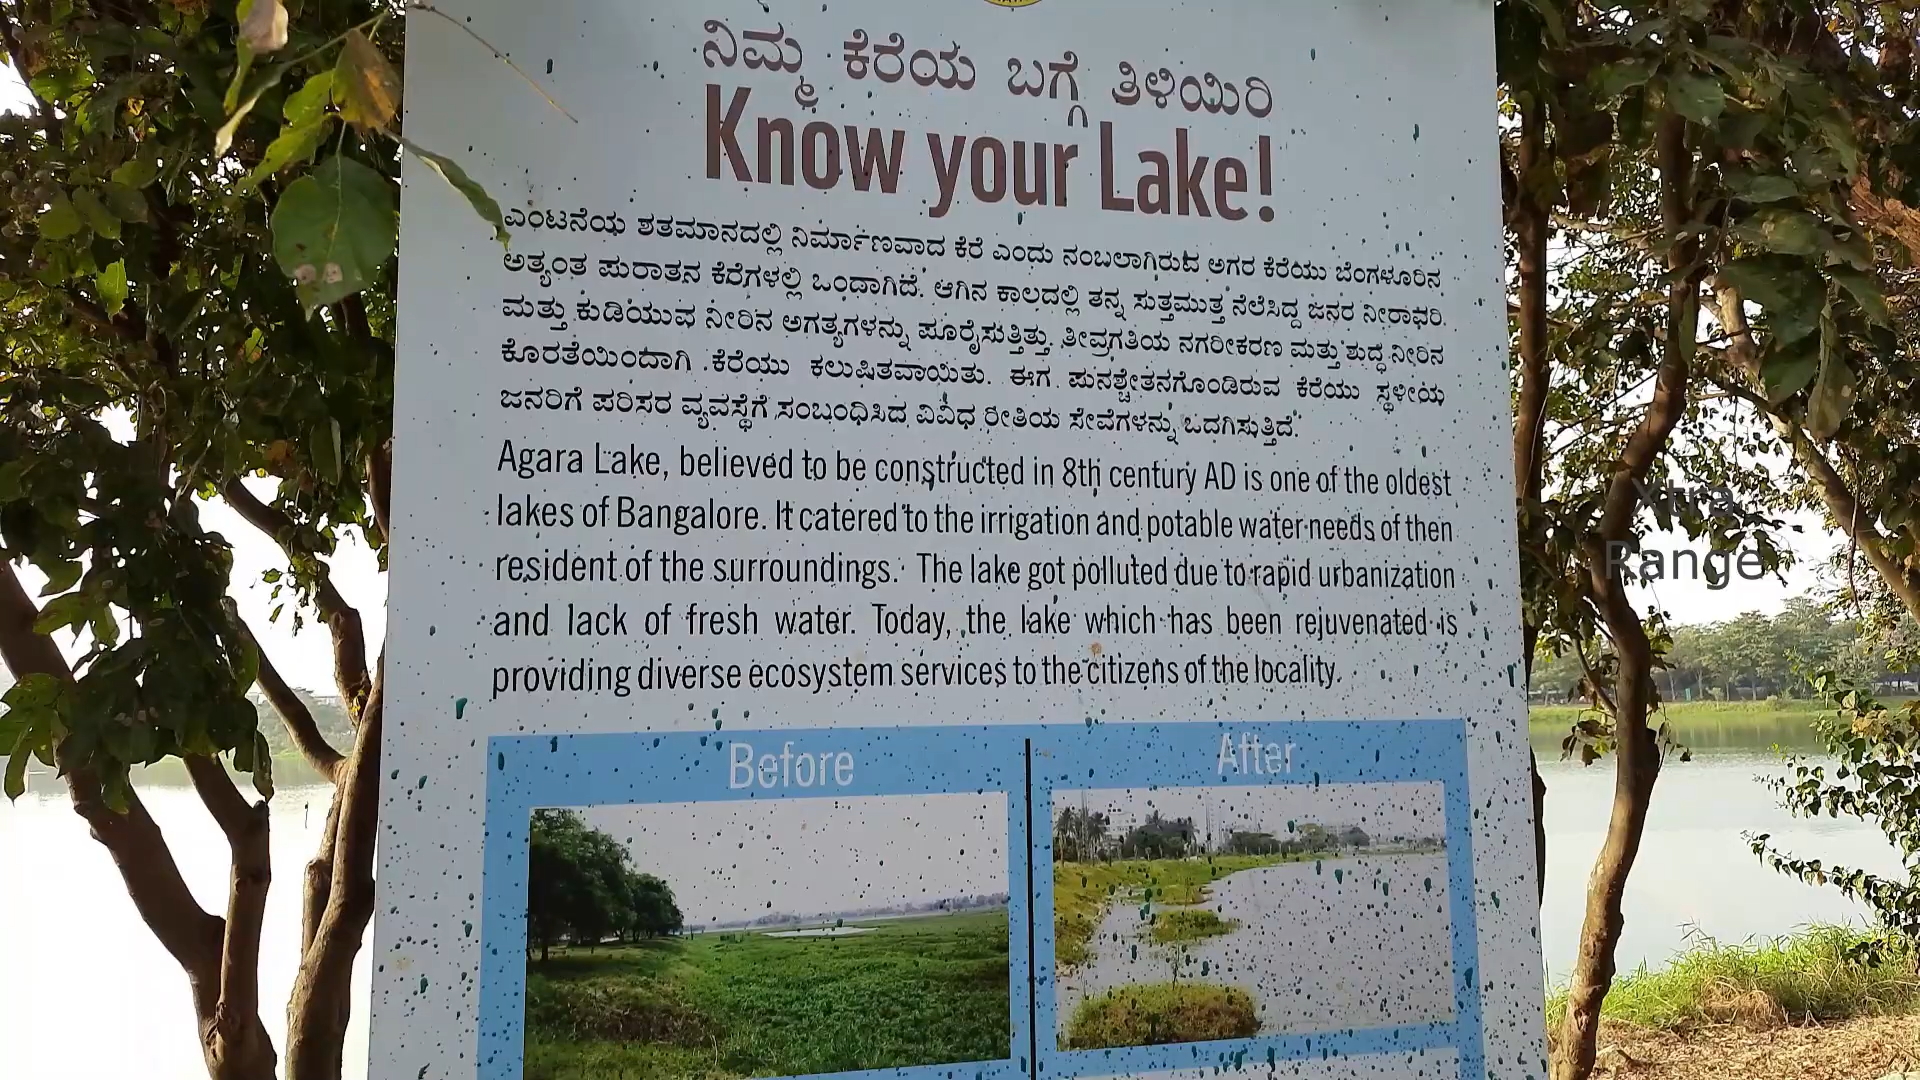 ನಿಮ್ಮ ಕೆರೆಯ ಬಗ್ಗೆ ತಿಳಿಯಿರಿ
Know your Lake!
ಎಂಟನೆಯ ಶತಮಾನದಲ್ಲಿ ನಿರ್ಮಾಣವಾದ ಕೆರೆ ಎಂದು ನಂಬಲಾಗಿರುವ ಅಗರ ಕೆರೆಯು ಬೆಂಗಳೂರಿನ
ಅತ್ಯಂತ ಪುರಾತನ ಕೆರೆಗಳಲ್ಲಿ ಒಂದಾಗಿದೆ. ಆಗಿನ ಕಾಲದಲ್ಲಿ ತನ್ನ ಸುತ್ತಮುತ್ತ ನೆಲೆಸಿದ್ದ ಜನರ ನೀರಾವರಿ
ಮತ್ತು ಕುಡಿಯುವ ನೀರಿನ ಅಗತ್ಯಗಳನ್ನು ಪೂರೈಸುತ್ತಿತ್ತು. ತೀವ್ರಗತಿಯ ನಗರೀಕರಣ ಮತ್ತು ಶುದ್ಧ ನೀರಿನ
ಕೊರತೆಯಿಂದಾಗಿ ಕೆರೆಯು ಕಲುಷಿತವಾಯಿತು. ಈಗ ಪುನಶ್ಚೇತನಗೊಂಡಿರುವ ಕೆರೆಯು ಸ್ಥಳೀಯ
ಜನರಿಗೆ ಪರಿಸರ ವ್ಯವಸ್ಥೆಗೆ ಸಂಬಂಧಿಸಿದ ವಿವಿಧ ರೀತಿಯ ಸೇವೆಗಳನ್ನು ಒದಗಿಸುತ್ತಿದೆ.
Agara Lake, believed to be constructed in 8th century AD is one of the oldest
lakes of Bangalore. It catered to the irrigation and potable water needs of then
resident of the surroundings. The lake got polluted due to rapid urbanization
and lack of fresh water. Today, the lake which has been rejuvenated is
providing diverse ecosystem services to the citizens of the locality.
Before
After
Xtra
Range